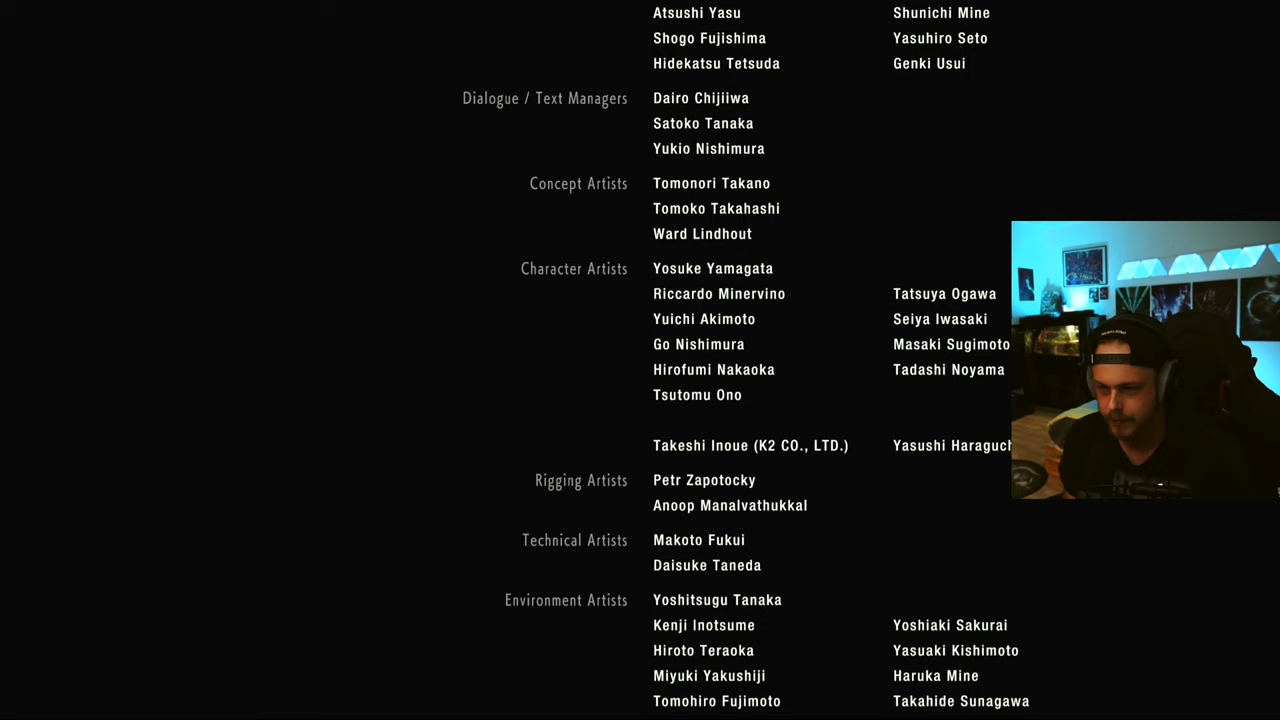 Atsushi Yasu Shunichi Mine
Shogo Fujishima Yasuhiro Seto
Hidekatsu Tetsuda Genki Usui
Dialogue / Text Managers Dairo Chijiiwa
Satoko Tanaka
Yukio Nishimura
Concept Artists Tomonori Takano
Tomoko Takahashi
Ward Lindhout
Character Artists Yosuke Yamagata
Riccardo Minervino Tatsuya Ogawa
Yuichi Akimoto Seiya Iwasaki
Go Nishimura Masaki Sugimoto
Hirofumi Nakaoka Tadashi Noyama
Tsutomu Ono
Takeshi Inoue (K2 CO., LTD.) Yasushi Haraguch
Rigging Artists Petr Zapotocky
Anoop Manalvathukkal
Technical Artists Makoto Fukui
Daisuke Taneda
Environment Artists Yoshitsugu Tanaka
Kenji Inotsume Yoshiaki Sakurai
Hiroto Teraoka Yasuaki Kishimoto
Miyuki Yakushiji Haruka Mine
Tomohiro Fujimoto Takahide Sunagawa